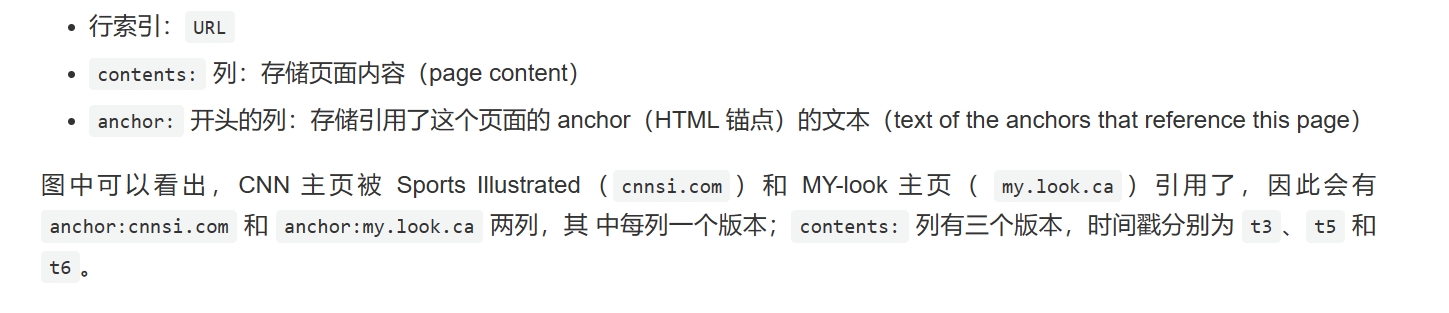 行索引：URL
contents: 列：存储页面内容（page content）
anchor: 开头的列：存储引用了这个页面的 anchor（HTML 锚点）的文本（text of the anchors that reference this page）
图中可以看出，CNN 主页被 Sports Illustrated（cnnsi.com）和 MY-look 主页（ my.look.ca）引用了，因此会有
anchor:cnnsi.com 和 anchor:my.look.ca 两列，其 中每列一个版本；contents: 列有三个版本，时间戳分别为 t3、t5 和
t6。